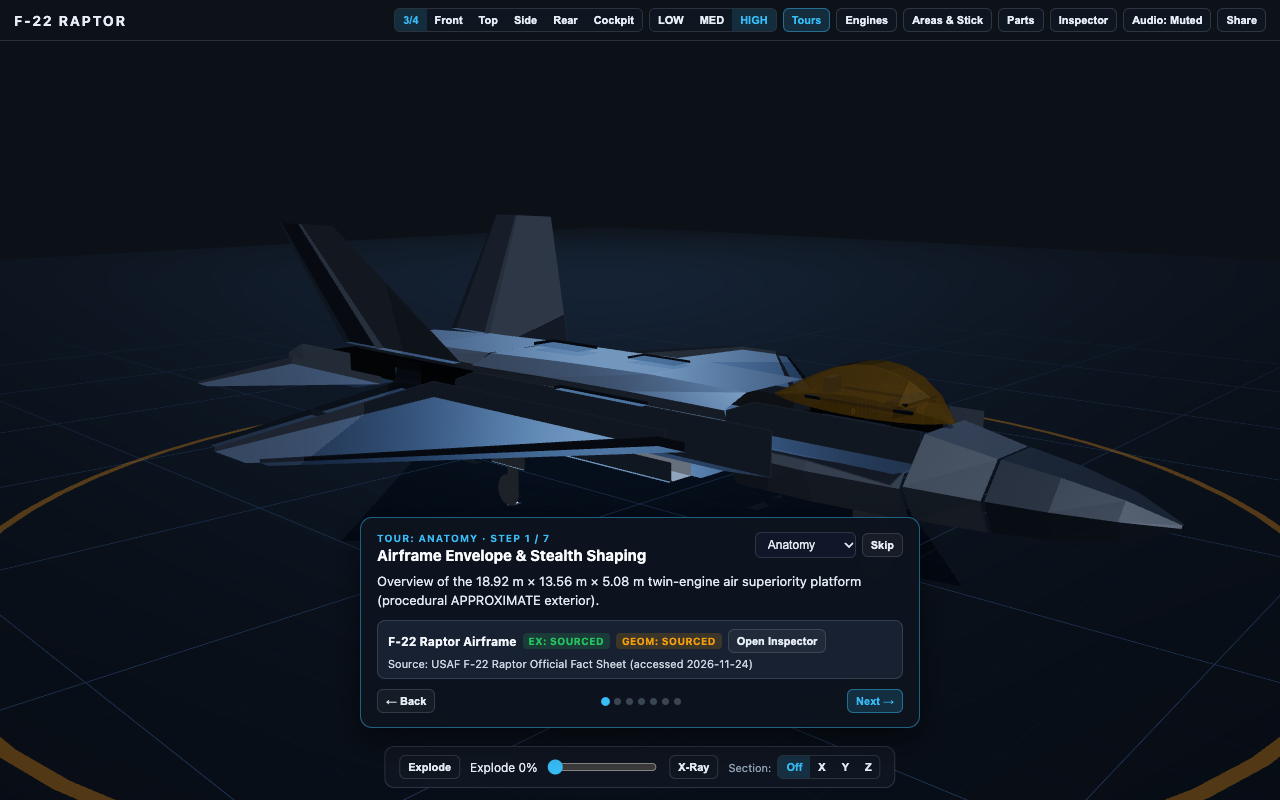 F-22 RAPTOR
3/4 Front Top Side Rear Cockpit LOW MED HIGH Tours Engines Areas & Stick Parts Inspector Audio: Muted Share
TOUR: ANATOMY · STEP 1 / 7
Airframe Envelope & Stealth Shaping
Anatomy Skip
Overview of the 18.92 m × 13.56 m × 5.08 m twin-engine air superiority platform
(procedural APPROXIMATE exterior).
F-22 Raptor Airframe EX: SOURCED GEOM: SOURCED Open Inspector
Source: USAF F-22 Raptor Official Fact Sheet (accessed 2026-11-24)
← Back Next →
Explode Explode 0% X-Ray Section: Off X Y Z